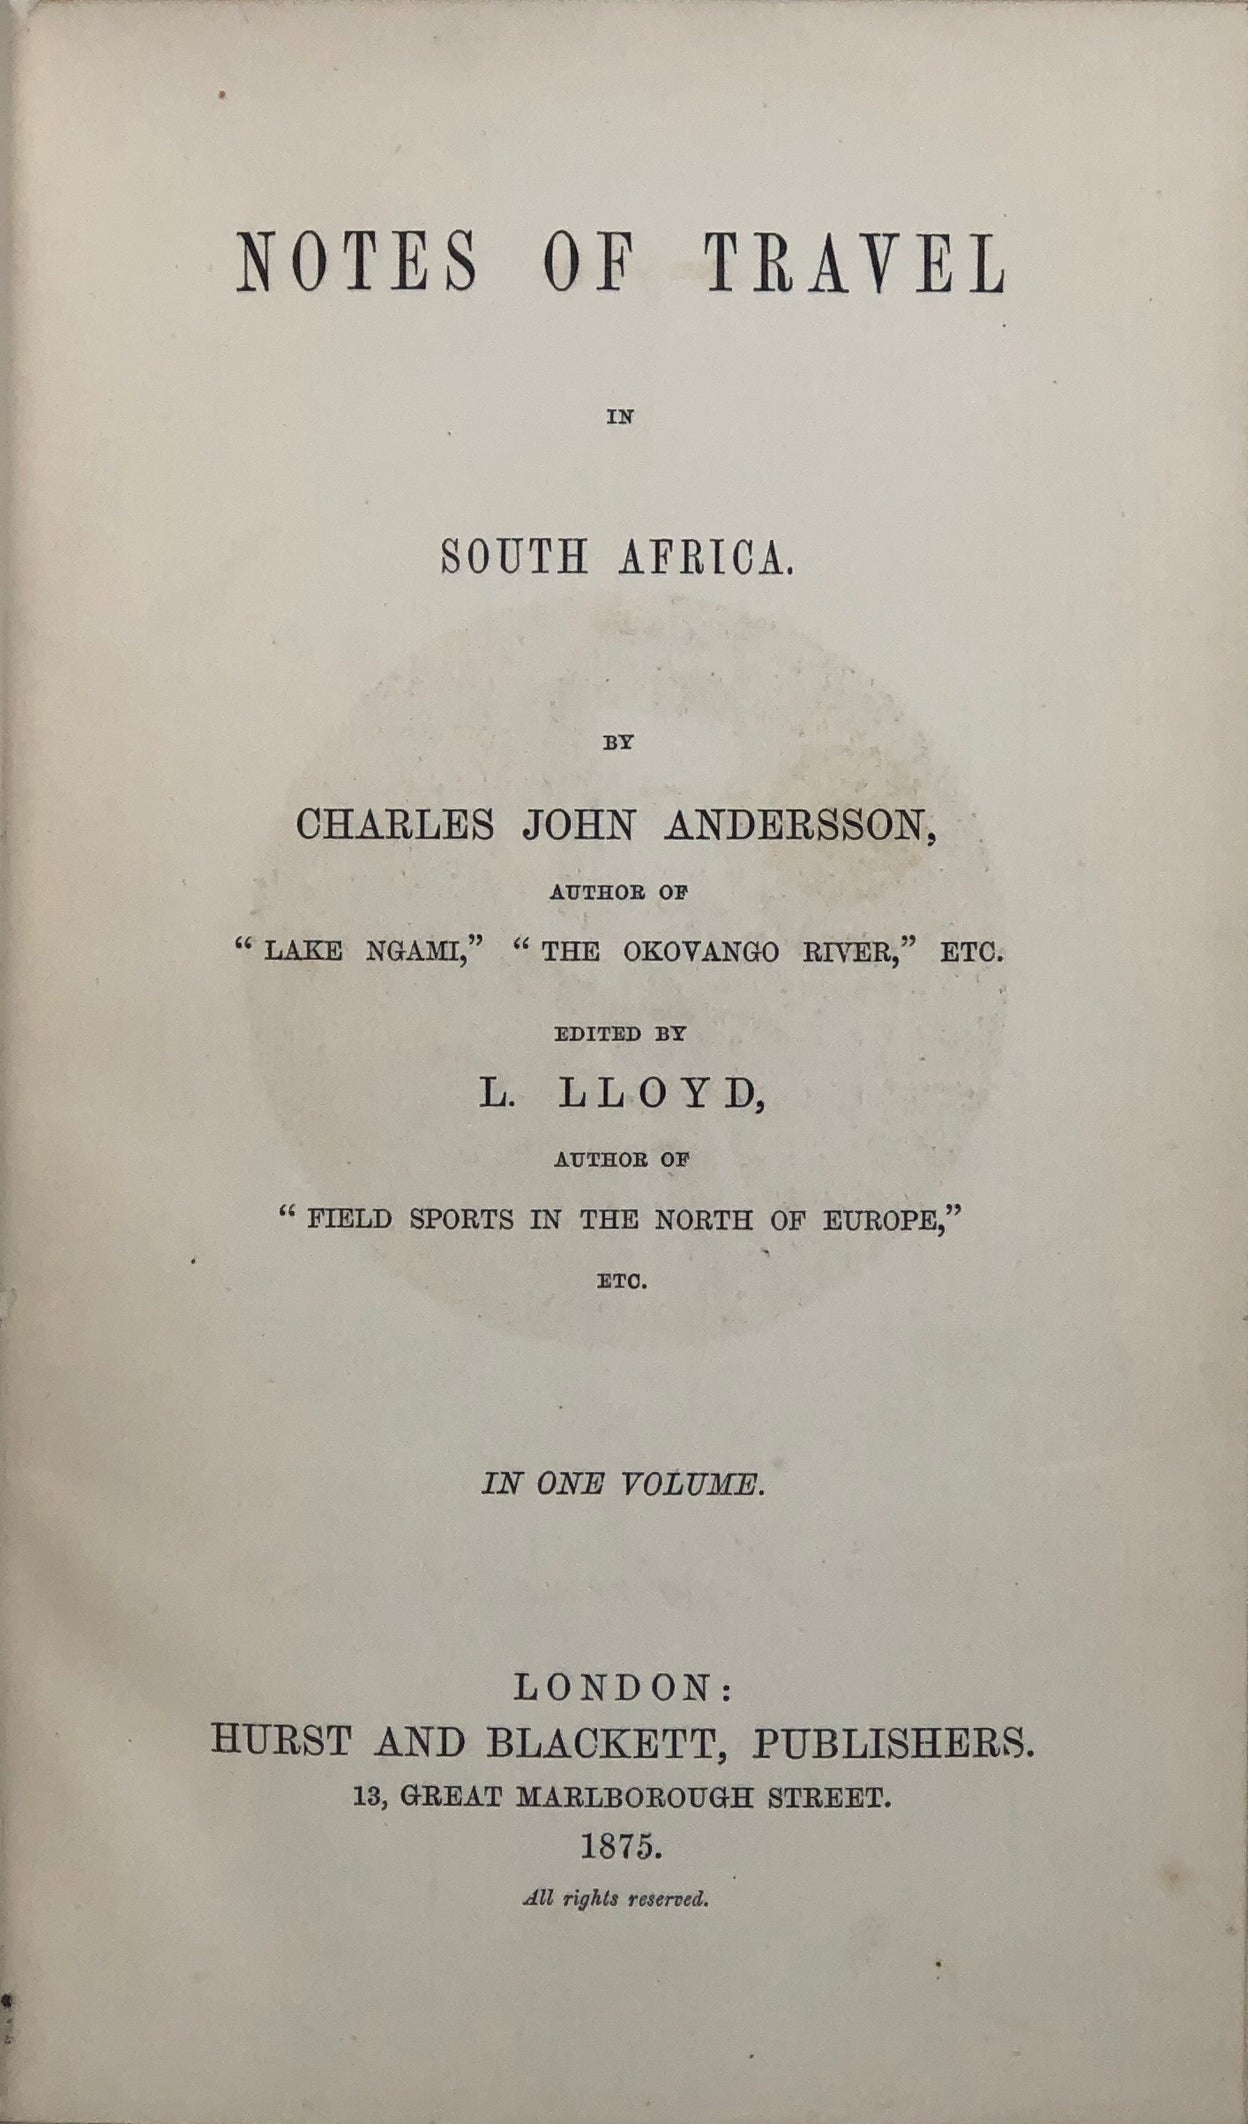 NOTES OF TRAVEL
IN
SOUTH AFRICA.
BY
CHARLES JOHN ANDERSSON,
AUTHOR OF
“LAKE NGAMI,” “THE OKOVANGO RIVER,” ETC.
EDITED BY
L. LLOYD,
AUTHOR OF
“FIELD SPORTS IN THE NORTH OF EUROPE,”
ETC.
IN ONE VOLUME.
LONDON:
HURST AND BLACKETT, PUBLISHERS.
13, GREAT MARLBOROUGH STREET.
1875.
All rights reserved.